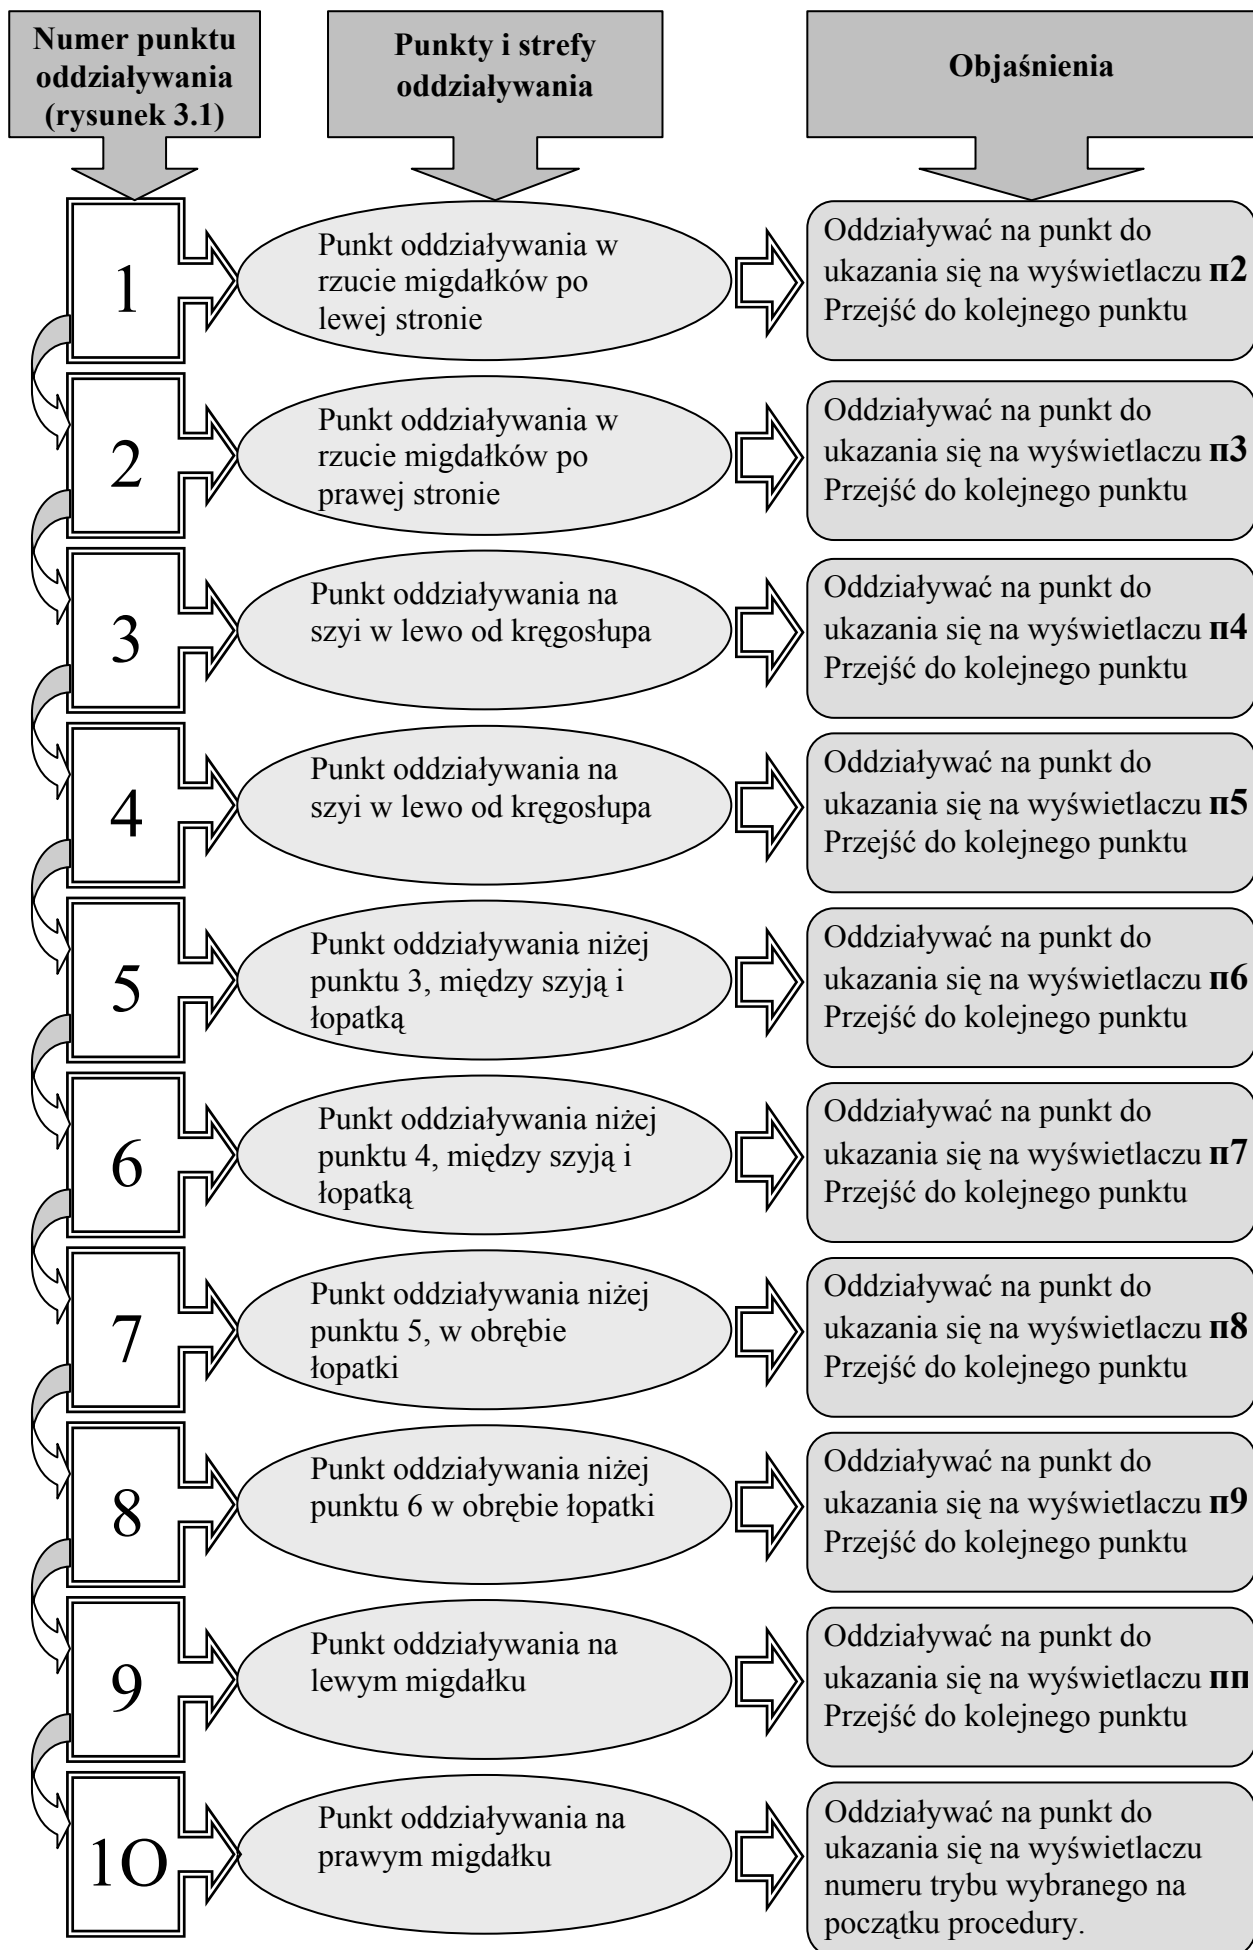 Numer punktu
oddziaływania
(rysunek 3.1)
Punkty i strefy
oddziaływania
Objaśnienia
1
Punkt oddziaływania w
rzucie migdałków po
lewej stronie
Oddziaływać na punkt do
ukazania się na wyświetlaczu п2
Przejść do kolejnego punktu
2
Punkt oddziaływania w
rzucie migdałków po
prawej stronie
Oddziaływać na punkt do
ukazania się na wyświetlaczu п3
Przejść do kolejnego punktu
3
Punkt oddziaływania na
szyi w lewo od kręgosłupa
Oddziaływać na punkt do
ukazania się na wyświetlaczu п4
Przejść do kolejnego punktu
4
Punkt oddziaływania na
szyi w lewo od kręgosłupa
Oddziaływać na punkt do
ukazania się na wyświetlaczu п5
Przejść do kolejnego punktu
5
Punkt oddziaływania niżej
punktu 3, między szyją i
łopatką
Oddziaływać na punkt do
ukazania się na wyświetlaczu п6
Przejść do kolejnego punktu
6
Punkt oddziaływania niżej
punktu 4, między szyją i
łopatką
Oddziaływać na punkt do
ukazania się na wyświetlaczu п7
Przejść do kolejnego punktu
7
Punkt oddziaływania niżej
punktu 5, w obrębie
łopatki
Oddziaływać na punkt do
ukazania się na wyświetlaczu п8
Przejść do kolejnego punktu
8
Punkt oddziaływania niżej
punktu 6 w obrębie łopatki
Oddziaływać na punkt do
ukazania się na wyświetlaczu п9
Przejść do kolejnego punktu
9
Punkt oddziaływania na
lewym migdałku
Oddziaływać na punkt do
ukazania się na wyświetlaczu пп
Przejść do kolejnego punktu
1O
Punkt oddziaływania na
prawym migdałku
Oddziaływać na punkt do
ukazania się na wyświetlaczu
numeru trybu wybranego na
początku procedury.